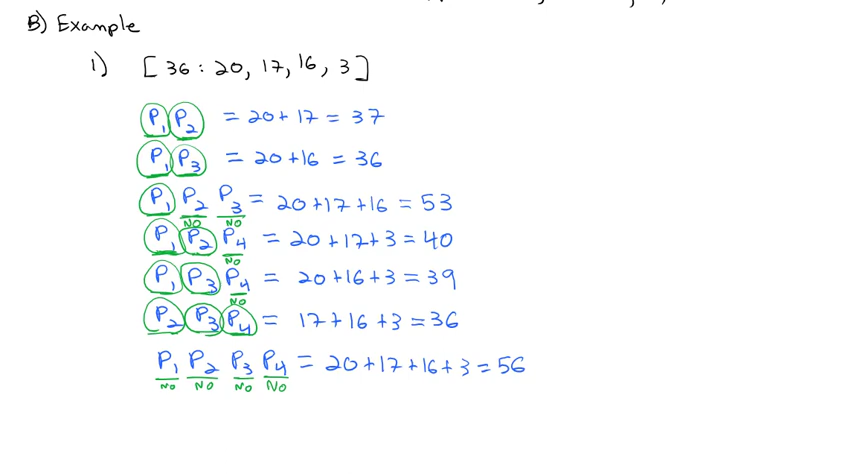 B) Example
1) [ 36 : 20, 17, 16, 3 ]
P1 P2 = 20 + 17 = 37
P1 P3 = 20 + 16 = 36
P1 P2 P3 = 20 + 17 + 16 = 53
NO NO
P1 P2 P4 = 20 + 17 + 3 = 40
NO
P1 P3 P4 = 20 + 16 + 3 = 39
NO
P2 P3 P4 = 17 + 16 + 3 = 36
P1 P2 P3 P4 = 20 + 17 + 16 + 3 = 56
NO NO NO NO